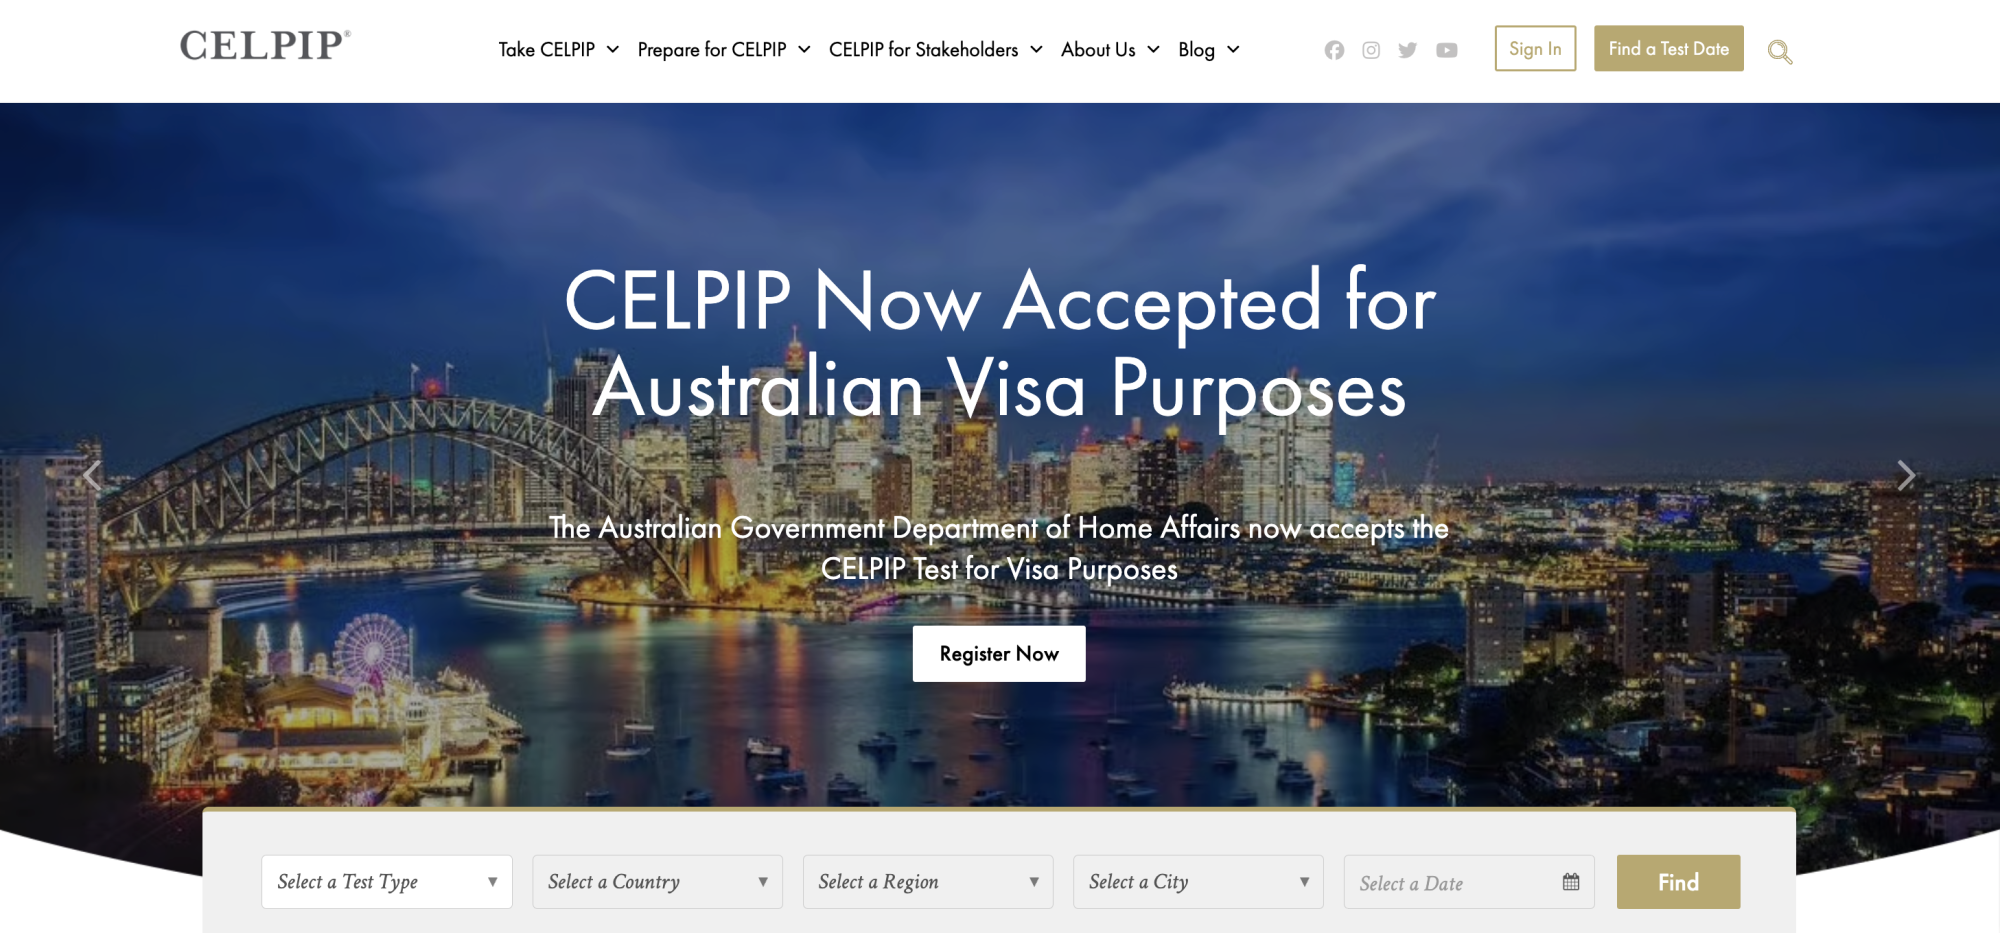 CELPIP®
Take CELPIP
Prepare for CELPIP
CELPIP for Stakeholders
About Us
Blog
Sign In
Find a Test Date
CELPIP Now Accepted for
Australian Visa Purposes
The Australian Government Department of Home Affairs now accepts the
CELPIP Test for Visa Purposes
Register Now
Select a Test Type
Select a Country
Select a Region
Select a City
Select a Date
Find